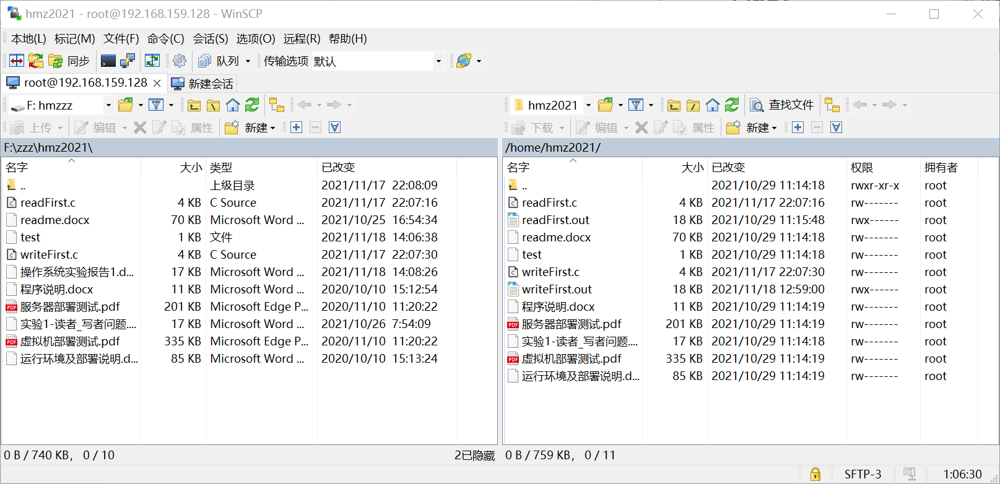 hmz2021 - root@192.168.159.128 - WinSCP
本地(L) 标记(M) 文件(F) 命令(C) 会话(S) 选项(O) 远程(R) 帮助(H)
同步 队列 传输选项 默认
root@192.168.159.128 新建会话
F: hmzzz
hmz2021 查找文件
上传 编辑 属性 新建
下载 编辑 属性 新建
F:\zzz\hmz2021\
名字 大小 类型 已改变
.. 上级目录 2021/11/17 22:08:09
readFirst.c 4 KB C Source 2021/11/17 22:07:16
readme.docx 70 KB Microsoft Word ... 2021/10/25 16:54:34
test 1 KB 文件 2021/11/18 14:06:38
writeFirst.c 4 KB C Source 2021/11/17 22:07:30
操作系统实验报告1.d... 17 KB Microsoft Word ... 2021/11/18 14:08:26
程序说明.docx 11 KB Microsoft Word ... 2020/10/10 15:12:54
服务器部署测试.pdf 201 KB Microsoft Edge P... 2020/11/10 11:20:22
实验1-读者_写者问题.... 17 KB Microsoft Word ... 2021/10/26 7:54:09
虚拟机部署测试.pdf 335 KB Microsoft Edge P... 2020/11/10 11:20:22
运行环境及部署说明.d... 85 KB Microsoft Word ... 2020/10/10 15:13:24
0 B / 740 KB， 0 / 10 2已隐藏
/home/hmz2021/
名字 大小 已改变 权限 拥有者
.. 2021/10/29 11:14:18 rwxr-xr-x root
readFirst.c 4 KB 2021/11/17 22:07:16 rw------- root
readFirst.out 18 KB 2021/10/29 11:15:48 rwx------ root
readme.docx 70 KB 2021/10/29 11:14:18 rw------- root
test 1 KB 2021/10/29 11:14:18 rw------- root
writeFirst.c 4 KB 2021/11/17 22:07:30 rw------- root
writeFirst.out 18 KB 2021/11/18 12:59:00 rwx------ root
程序说明.docx 11 KB 2021/10/29 11:14:19 rw------- root
服务器部署测试.pdf 201 KB 2021/10/29 11:14:19 rw------- root
实验1-读者_写者问题.... 17 KB 2021/10/29 11:14:18 rw------- root
虚拟机部署测试.pdf 335 KB 2021/10/29 11:14:19 rw------- root
运行环境及部署说明.d... 85 KB 2021/10/29 11:14:19 rw------- root
0 B / 759 KB， 0 / 11
SFTP-3 1:06:30